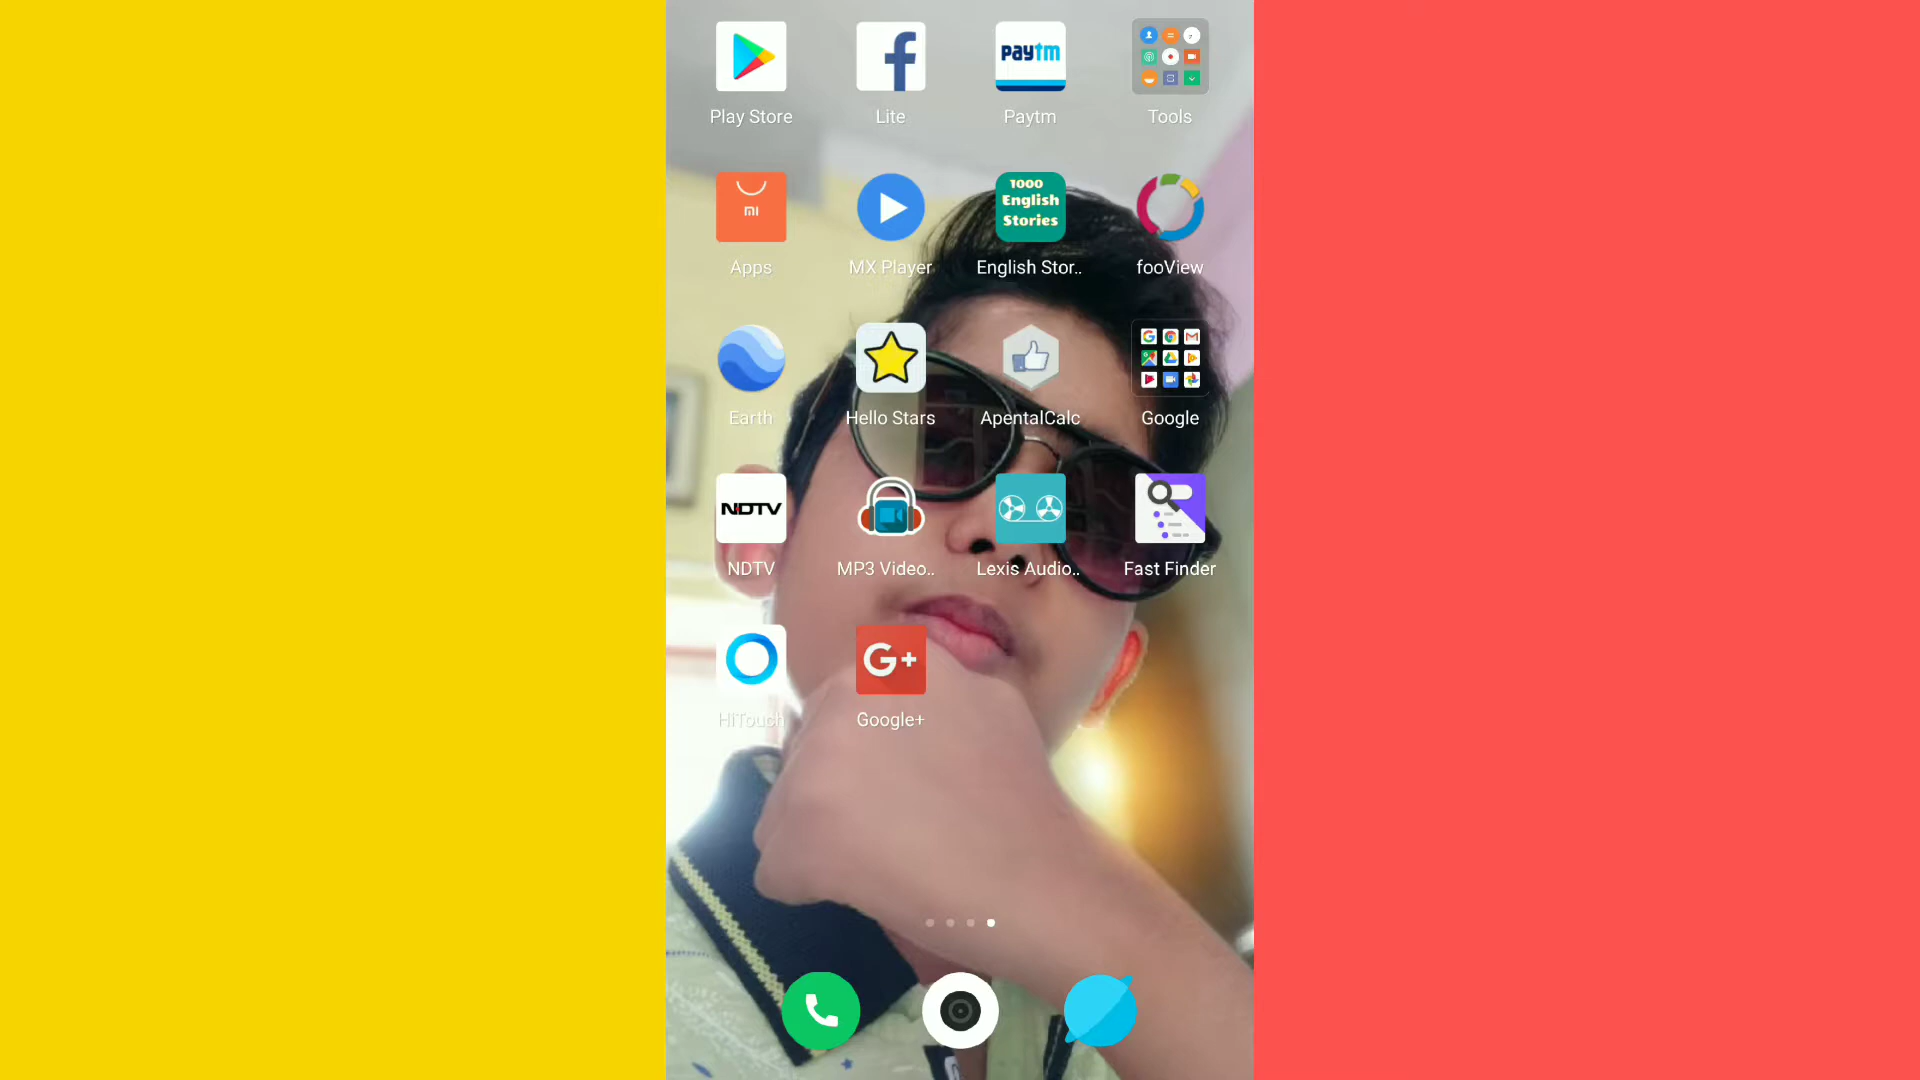 paytm
Play Store
Lite
Paytm
Tools
mi
1000
English
Stories
Apps
MX Player
English Stor..
fooView
Earth
Hello Stars
ApentalCalc
Google
NDTV
NDTV
MP3 Video..
Lexis Audio..
Fast Finder
G+
HiTouch
Google+